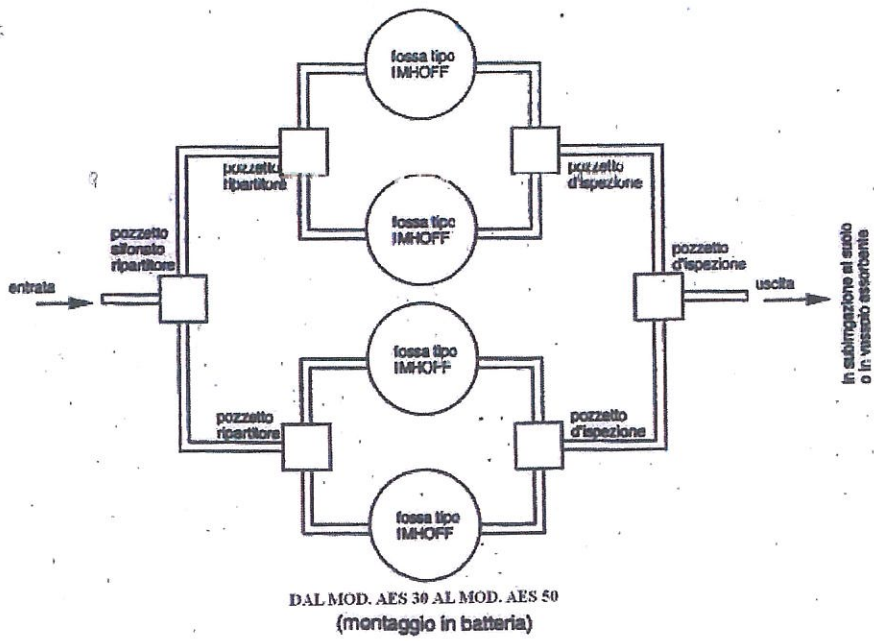 fossa tipo
IMHOFF
pozzetto
ripartitore
pozzetto
d'ispezione
fossa tipo
IMHOFF
pozzetto
sifonato
ripartitore
pozzetto
d'ispezione
entrata
uscita
in subirrigazione al suolo
o in vassoio assorbente
fossa tipo
IMHOFF
pozzetto
ripartitore
pozzetto
d'ispezione
fossa tipo
IMHOFF
DAL MOD. AES 30 AL MOD. AES 50
(montaggio in batteria)